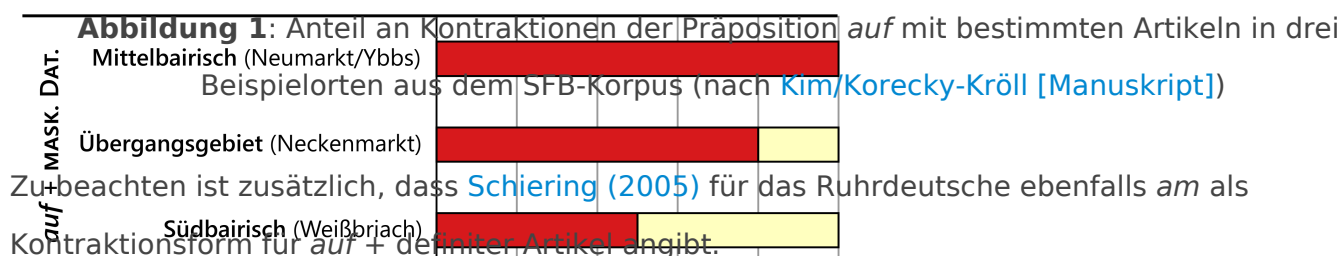 Abbildung 1: Anteil an Kontraktionen der Präposition auf mit bestimmten Artikeln in drei
Mittelbairisch (Neumarkt/Ybbs)
Beispielorten aus dem SFB-Korpus (nach Kim/Korecky-Kröll [Manuskript])
auf + MASK. DAT.
Übergangsgebiet (Neckenmarkt)
Zu beachten ist zusätzlich, dass Schiering (2005) für das Ruhrdeutsche ebenfalls am als
Südbairisch (Weißbriach)
Kontraktionsform für auf + definiter Artikel angibt.